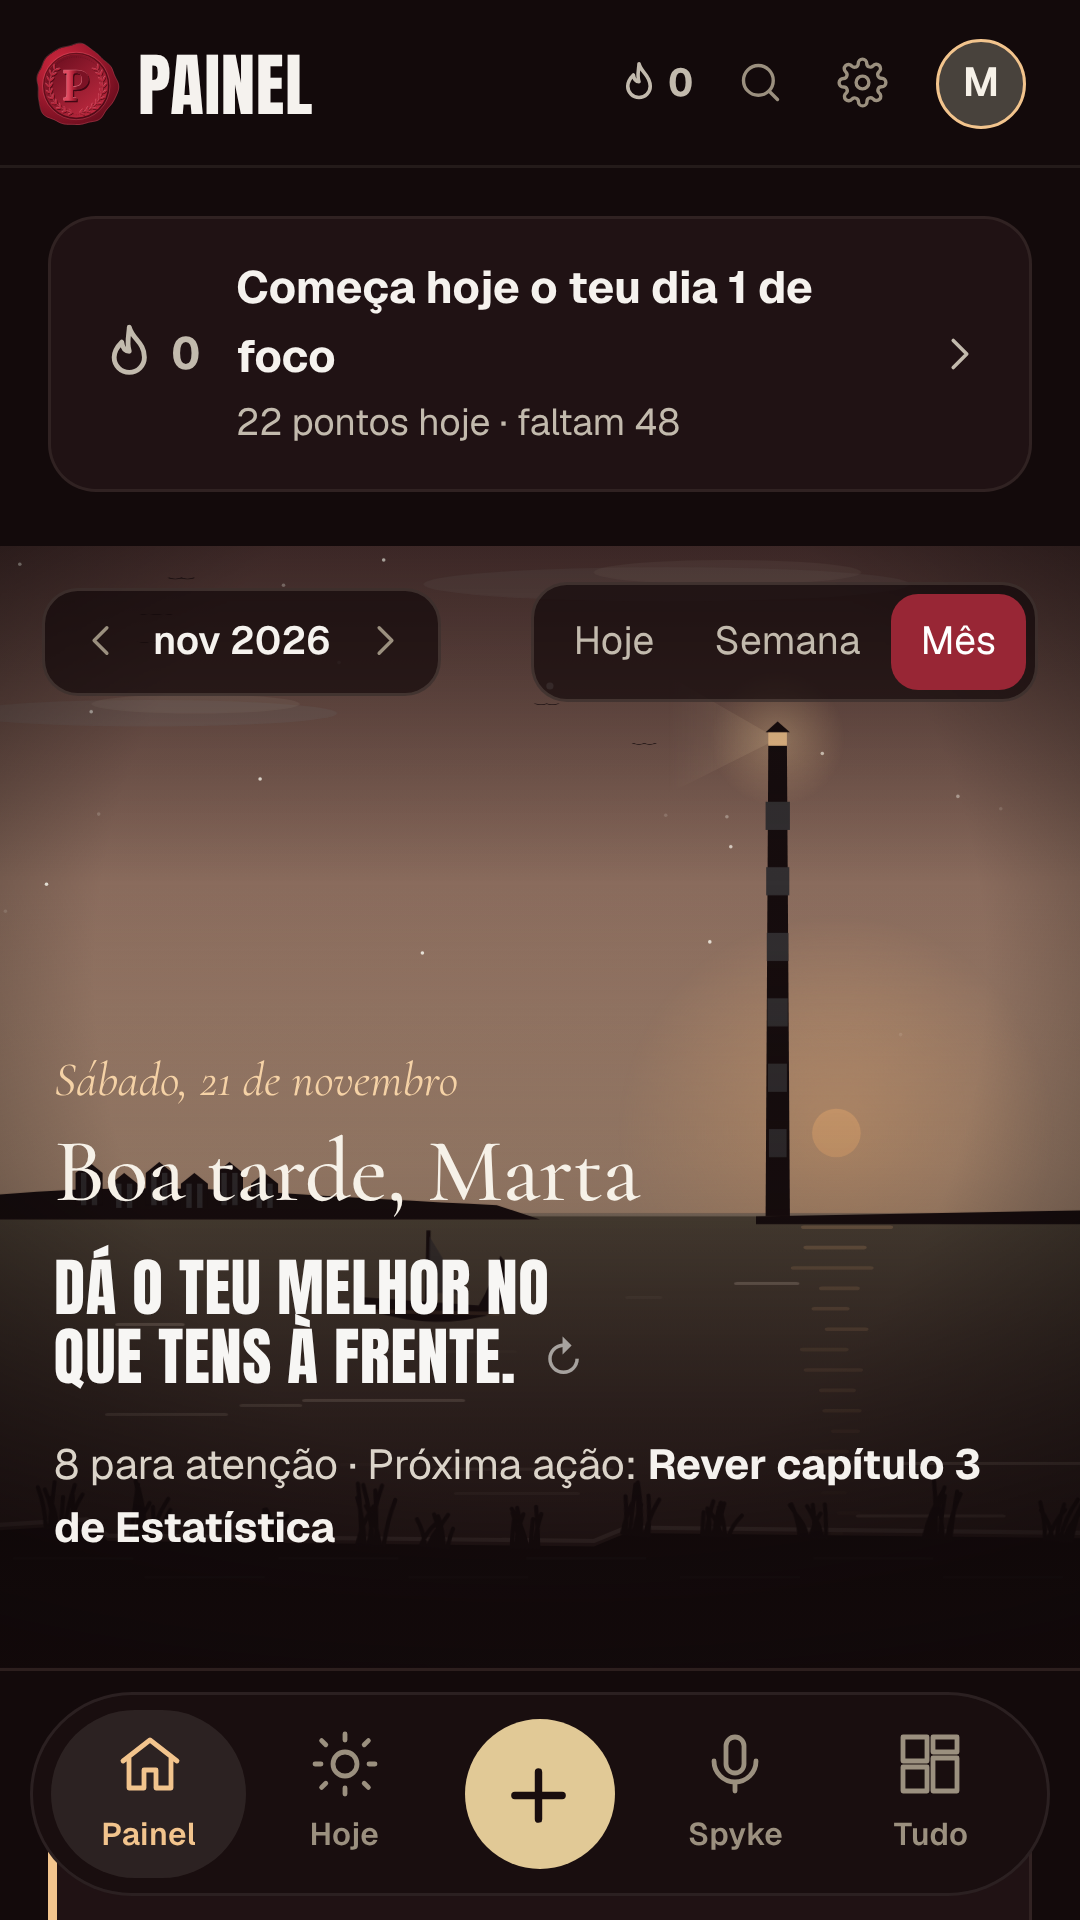 P
PAINEL
0
M
Começa hoje o teu dia 1 de
foco
0
22 pontos hoje · faltam 48
nov 2026
Hoje
Semana
Mês
Sábado, 21 de novembro
Boa tarde, Marta
DÁ O TEU MELHOR NO
QUE TENS À FRENTE.
8 para atenção · Próxima ação: Rever capítulo 3
de Estatística
Painel
Hoje
Spyke
Tudo